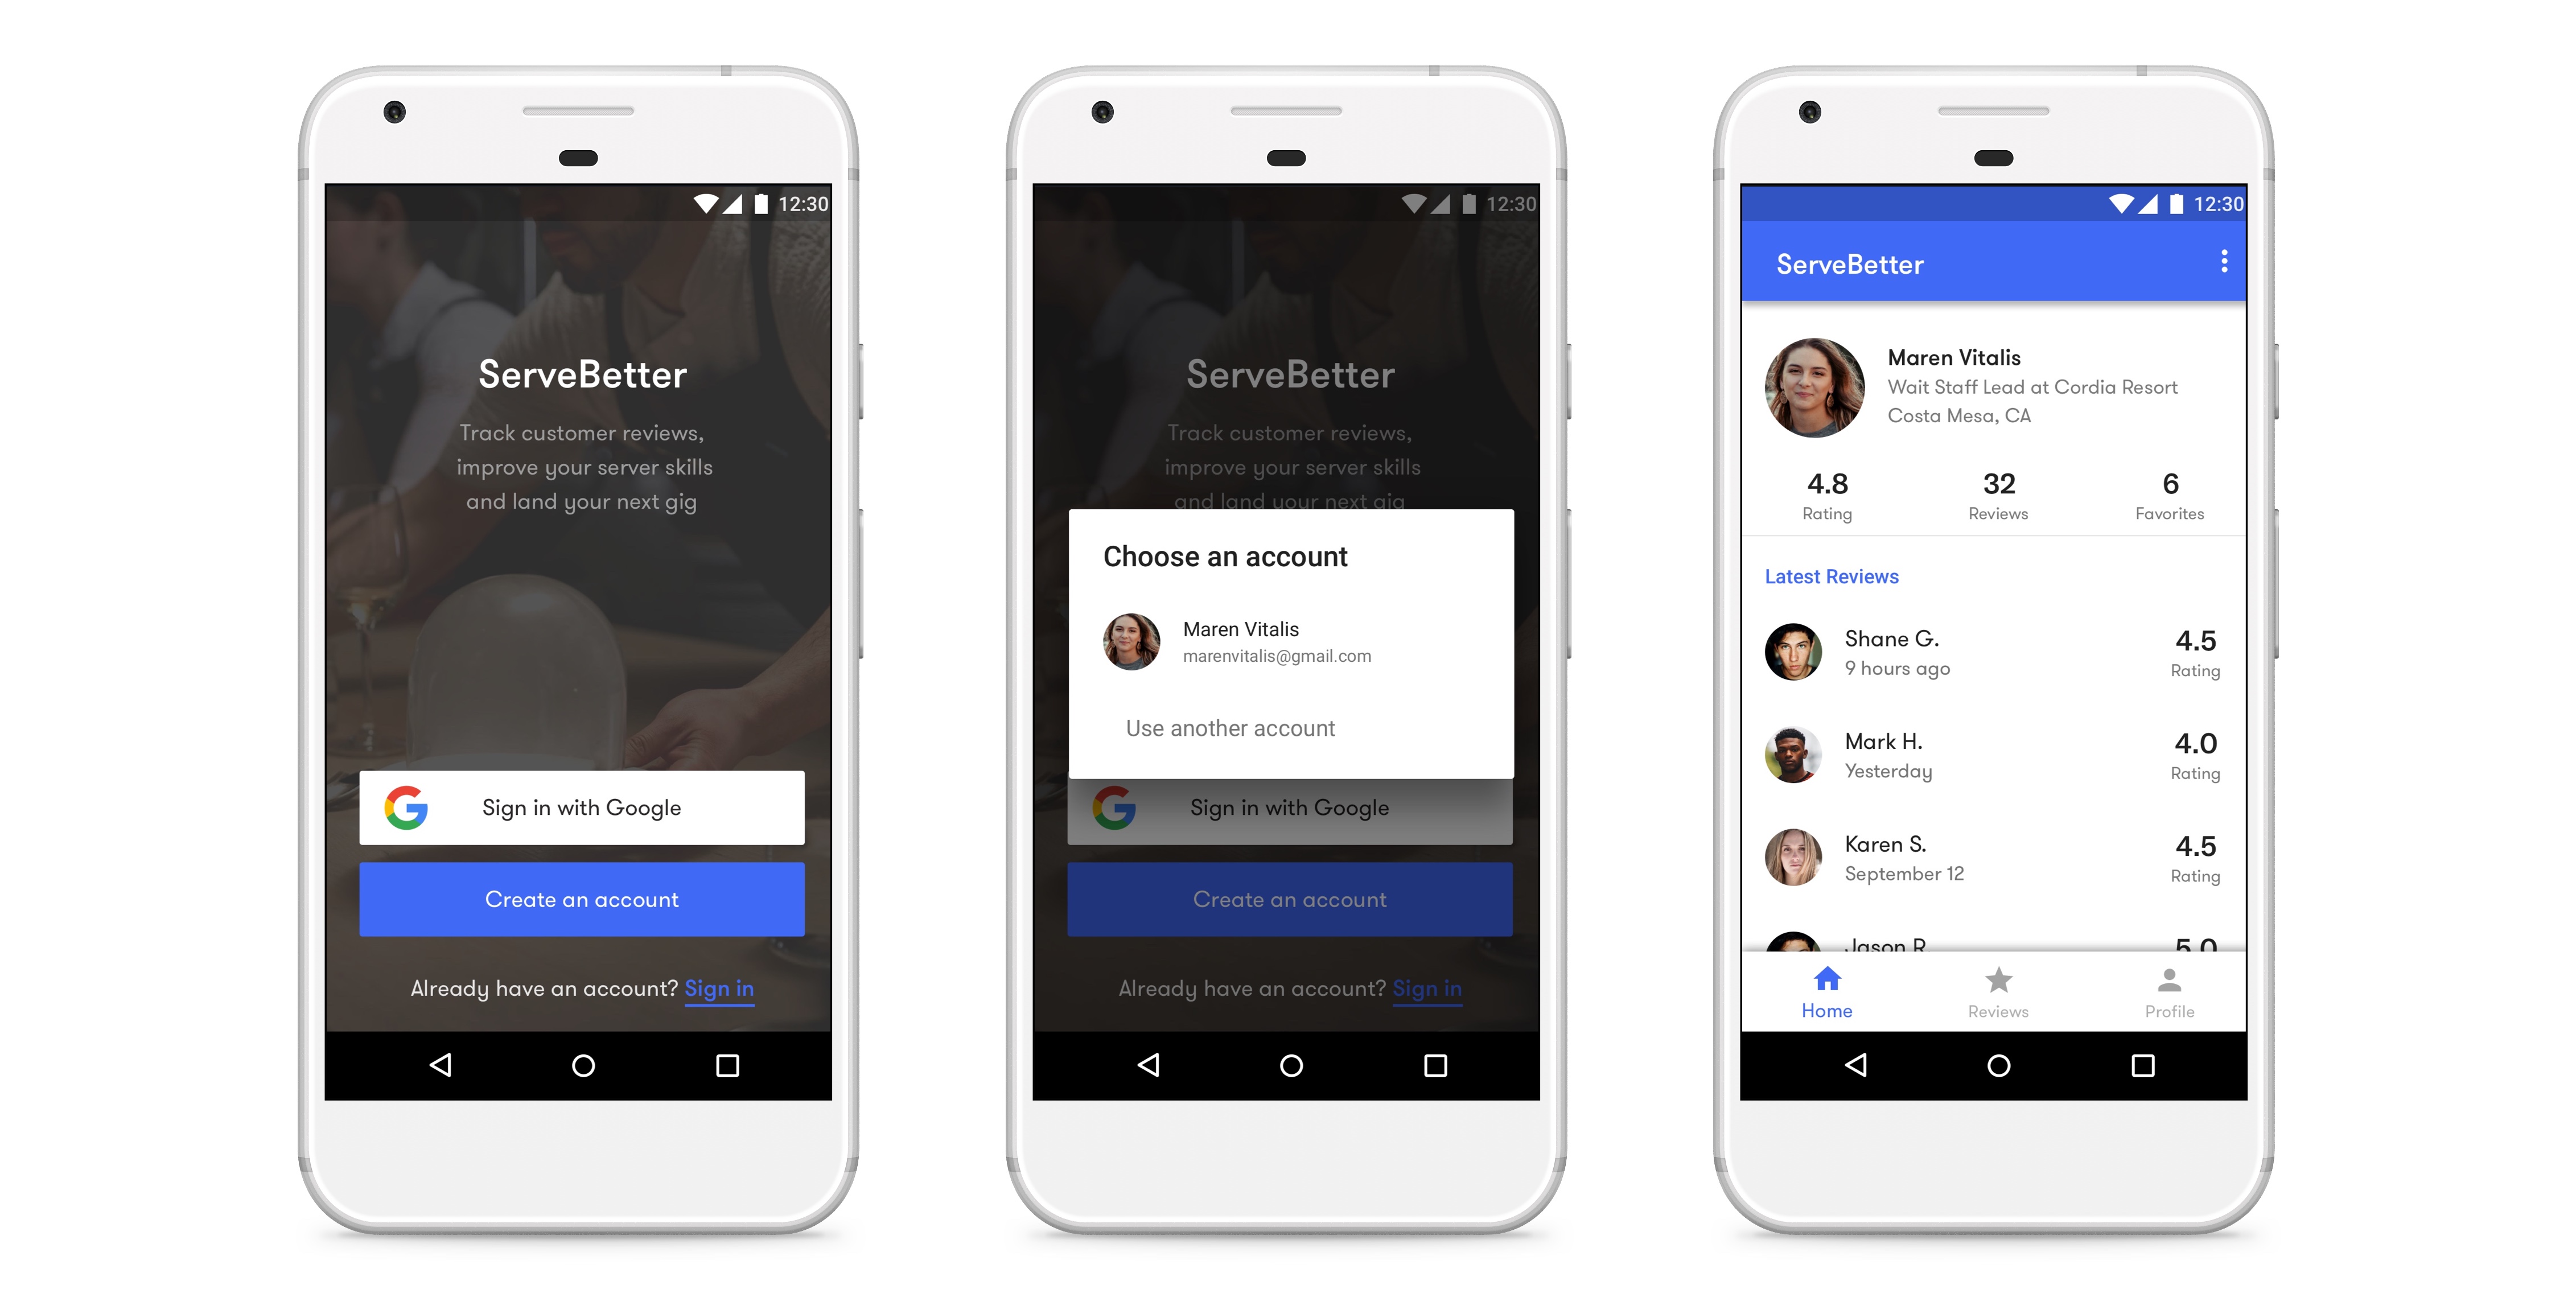 12:30
ServeBetter
Track customer reviews,
improve your server skills
and land your next gig
Sign in with Google
Create an account
Already have an account? Sign in
12:30
ServeBetter
Track customer reviews,
improve your server skills
and land your next gig
Choose an account
Maren Vitalis
marenvitalis@gmail.com
Use another account
Sign in with Google
Create an account
Already have an account? Sign in
12:30
ServeBetter
Maren Vitalis
Wait Staff Lead at Cordia Resort
Costa Mesa, CA
4.8 32 6
Rating Reviews Favorites
Latest Reviews
Shane G. 4.5
9 hours ago Rating
Mark H. 4.0
Yesterday Rating
Karen S. 4.5
September 12 Rating
Jason R 5.0
Home Reviews Profile